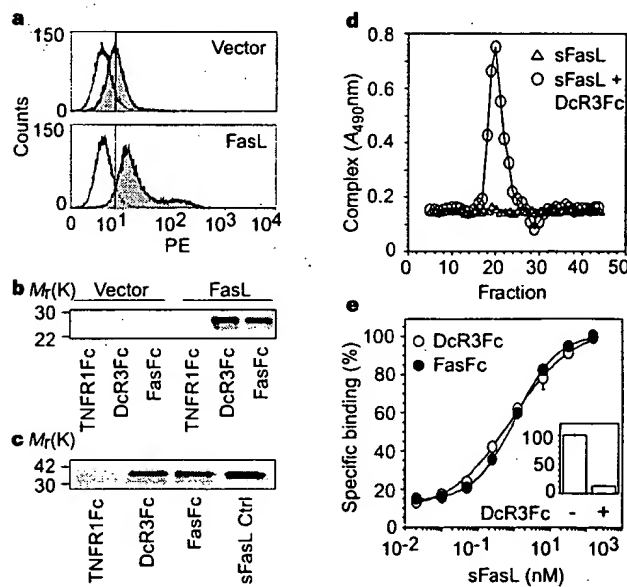 a
150
Vector
0
Counts
150
FasL
0
10 10¹ 10² 10³ 10⁴
PE
b Mr(K) Vector FasL
30
22
TNFR1Fc DcR3Fc FasFc TNFR1Fc DcR3Fc FasFc
c Mr(K)
42
30
TNFR1Fc DcR3Fc FasFc sFasL Ctrl
d
0.8
0.6
0.4
0.2
0
Complex (A490nm)
sFasL
sFasL +
DcR3Fc
0 10 20 30 40 50
Fraction
e
100
80
60
40
20
0
Specific binding (%)
DcR3Fc
FasFc
100
50
0
DcR3Fc - +
10⁻² 10⁻¹ 10¹ 10³
sFasL (nM)